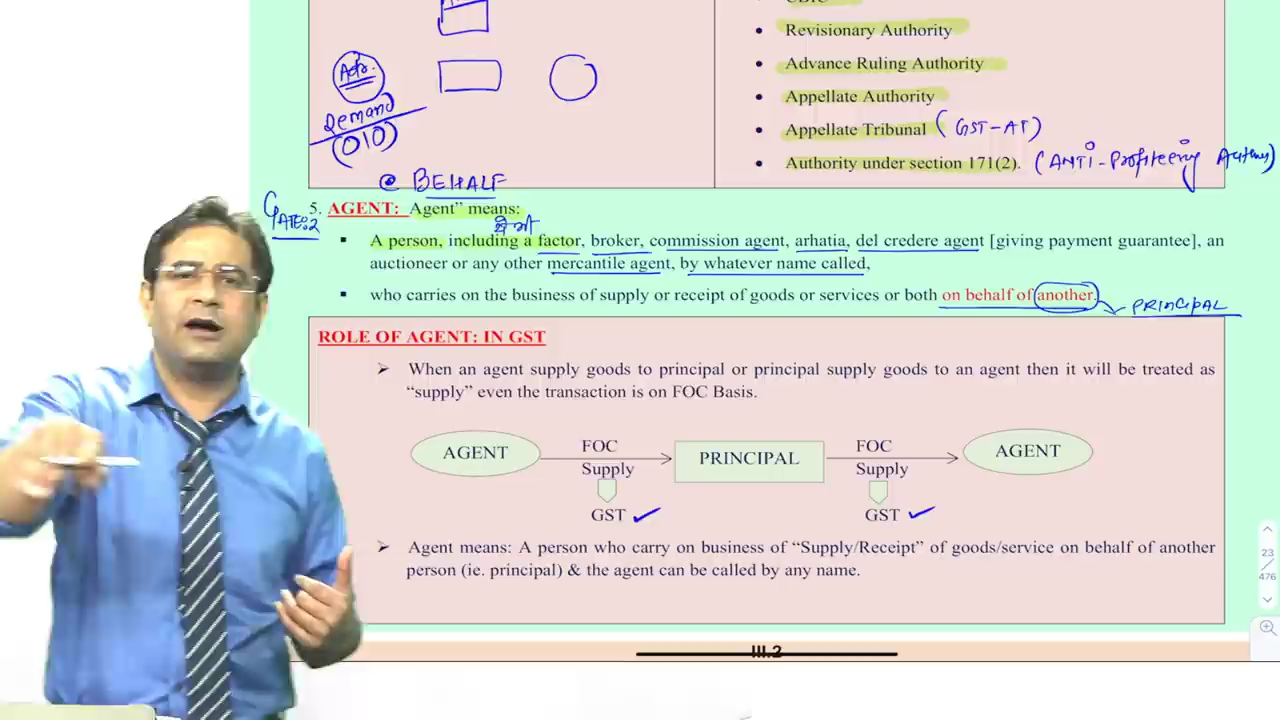 Revisionary Authority
Advance Ruling Authority
Adv.
Appellate Authority
Demand
(OIO)
Appellate Tribunal (GST-AT)
Authority under section 171(2). (ANTI-Profiteering
@ BEHALF
5. AGENT: Agent" means:
GATE:2
A person, including a factor, broker, commission agent, arhatia, del credere agent [giving payment guarantee], an
auctioneer or any other mercantile agent, by whatever name called,
who carries on the business of supply or receipt of goods or services or both on behalf of another.
PRINCIPAL
ROLE OF AGENT: IN GST
When an agent supply goods to principal or principal supply goods to an agent then it will be treated as
"supply" even the transaction is on FOC Basis.
AGENT FOC Supply PRINCIPAL FOC Supply AGENT
GST GST
Agent means: A person who carry on business of "Supply/Receipt" of goods/service on behalf of another
person (ie. principal) & the agent can be called by any name.
III.2
23
/
476